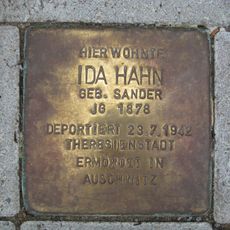 HIER WOHNTE
IDA HAHN
GEB. SANDER
JG 1878
DEPORTIERT 23.7.1942
THERESIENSTADT
ERMORDET IN
AUSCHWITZ